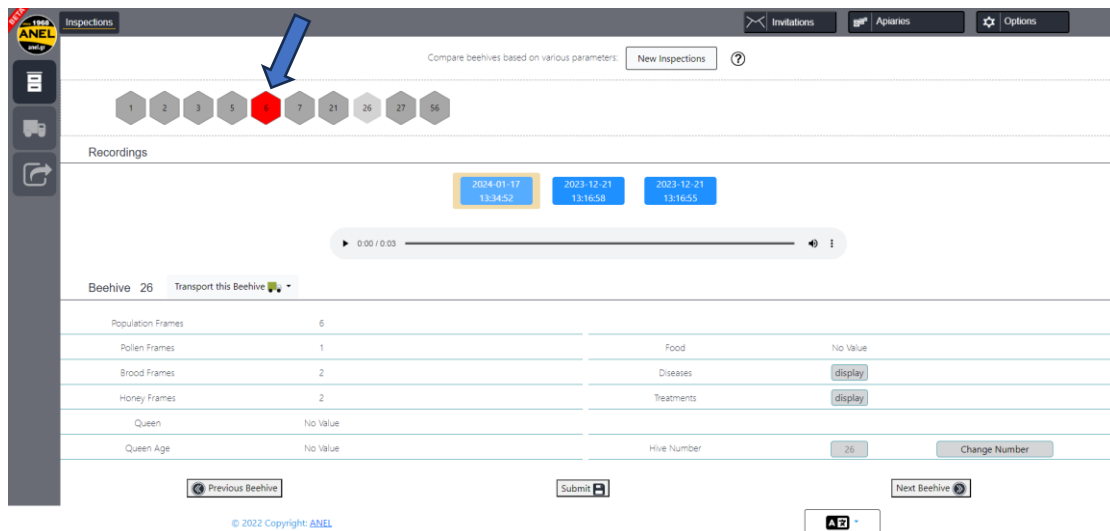 BETA
1968
ANEL
anel.gr
Inspections
Invitations
Apiaries
Options
Compare beehives based on various parameters:
New Inspections
?
1 2 3 5 6 7 21 26 27 56
Recordings
2024-01-17
13:34:52
2023-12-21
13:16:58
2023-12-21
13:16:55
0:00 / 0:03
Beehive 26 Transport this Beehive
Population Frames 6
Pollen Frames 1 Food No Value
Brood Frames 2 Diseases display
Honey Frames 2 Treatments display
Queen No Value
Queen Age No Value Hive Number 26 Change Number
Previous Beehive Submit Next Beehive
© 2022 Copyright: ANEL